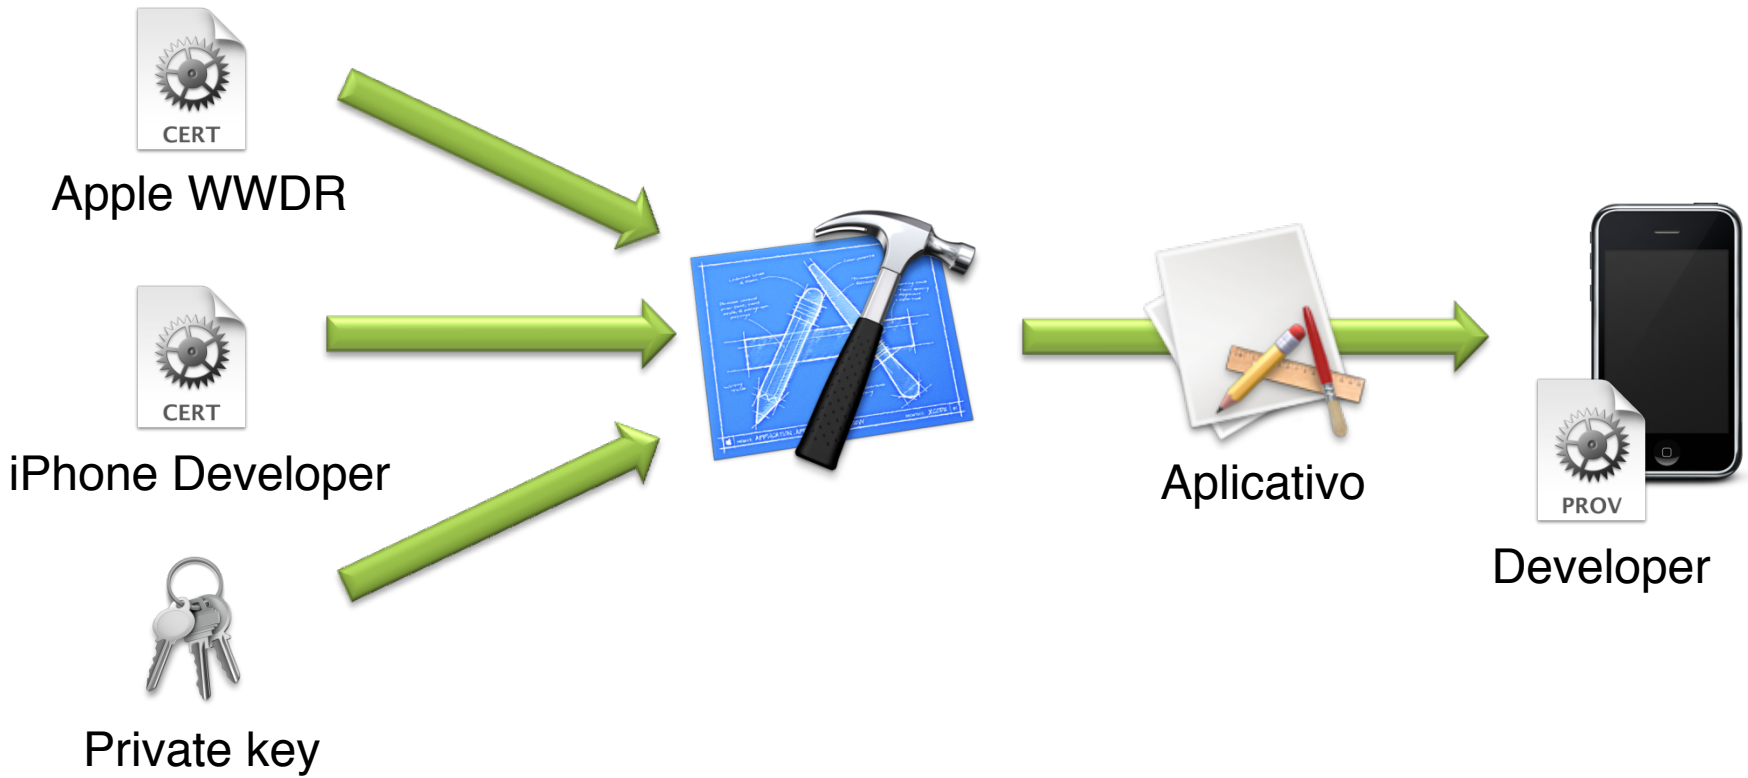 CERT
Apple WWDR
CERT
iPhone Developer
Private key
Aplicativo
PROV
Developer